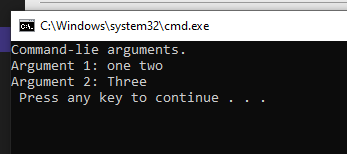 C:\Windows\system32\cmd.exe
Command-lie arguments.
Argument 1: one two
Argument 2: Three
 Press any key to continue . . .